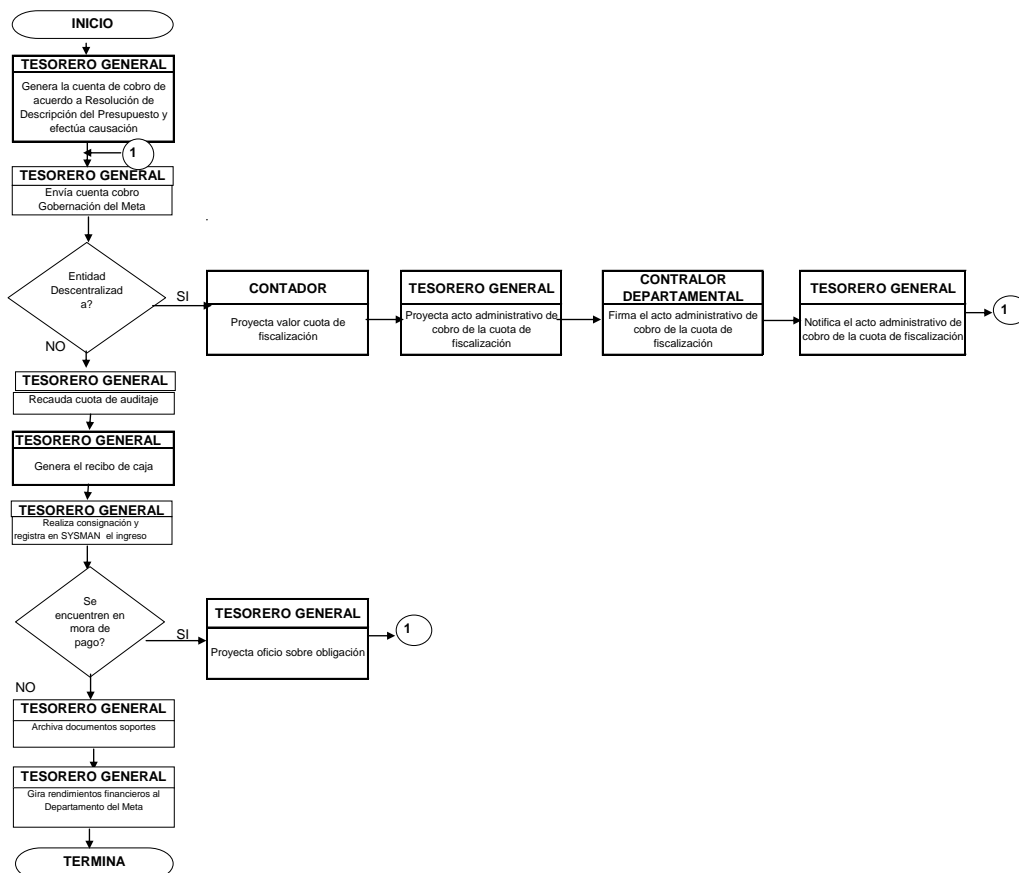 INICIO
TESORERO GENERAL
Genera la cuenta de cobro de
acuerdo a Resolución de
Descripción del Presupuesto y
efectúa causación
1
TESORERO GENERAL
Envía cuenta cobro
Gobernación del Meta
Entidad
Descentralizad
a?
SI
NO
CONTADOR
Proyecta valor cuota de
fiscalización
TESORERO GENERAL
Proyecta acto administrativo de
cobro de la cuota de
fiscalización
CONTRALOR
DEPARTAMENTAL
Firma el acto administrativo de
cobro de la cuota de
fiscalización
TESORERO GENERAL
Notifica el acto administrativo de
cobro de la cuota de fiscalización
1
TESORERO GENERAL
Recauda cuota de auditaje
TESORERO GENERAL
Genera el recibo de caja
TESORERO GENERAL
Realiza consignación y
registra en SYSMAN el ingreso
Se
encuentren en
mora de
pago?
SI
NO
TESORERO GENERAL
Proyecta oficio sobre obligación
1
TESORERO GENERAL
Archiva documentos soportes
TESORERO GENERAL
Gira rendimientos financieros al
Departamento del Meta
TERMINA